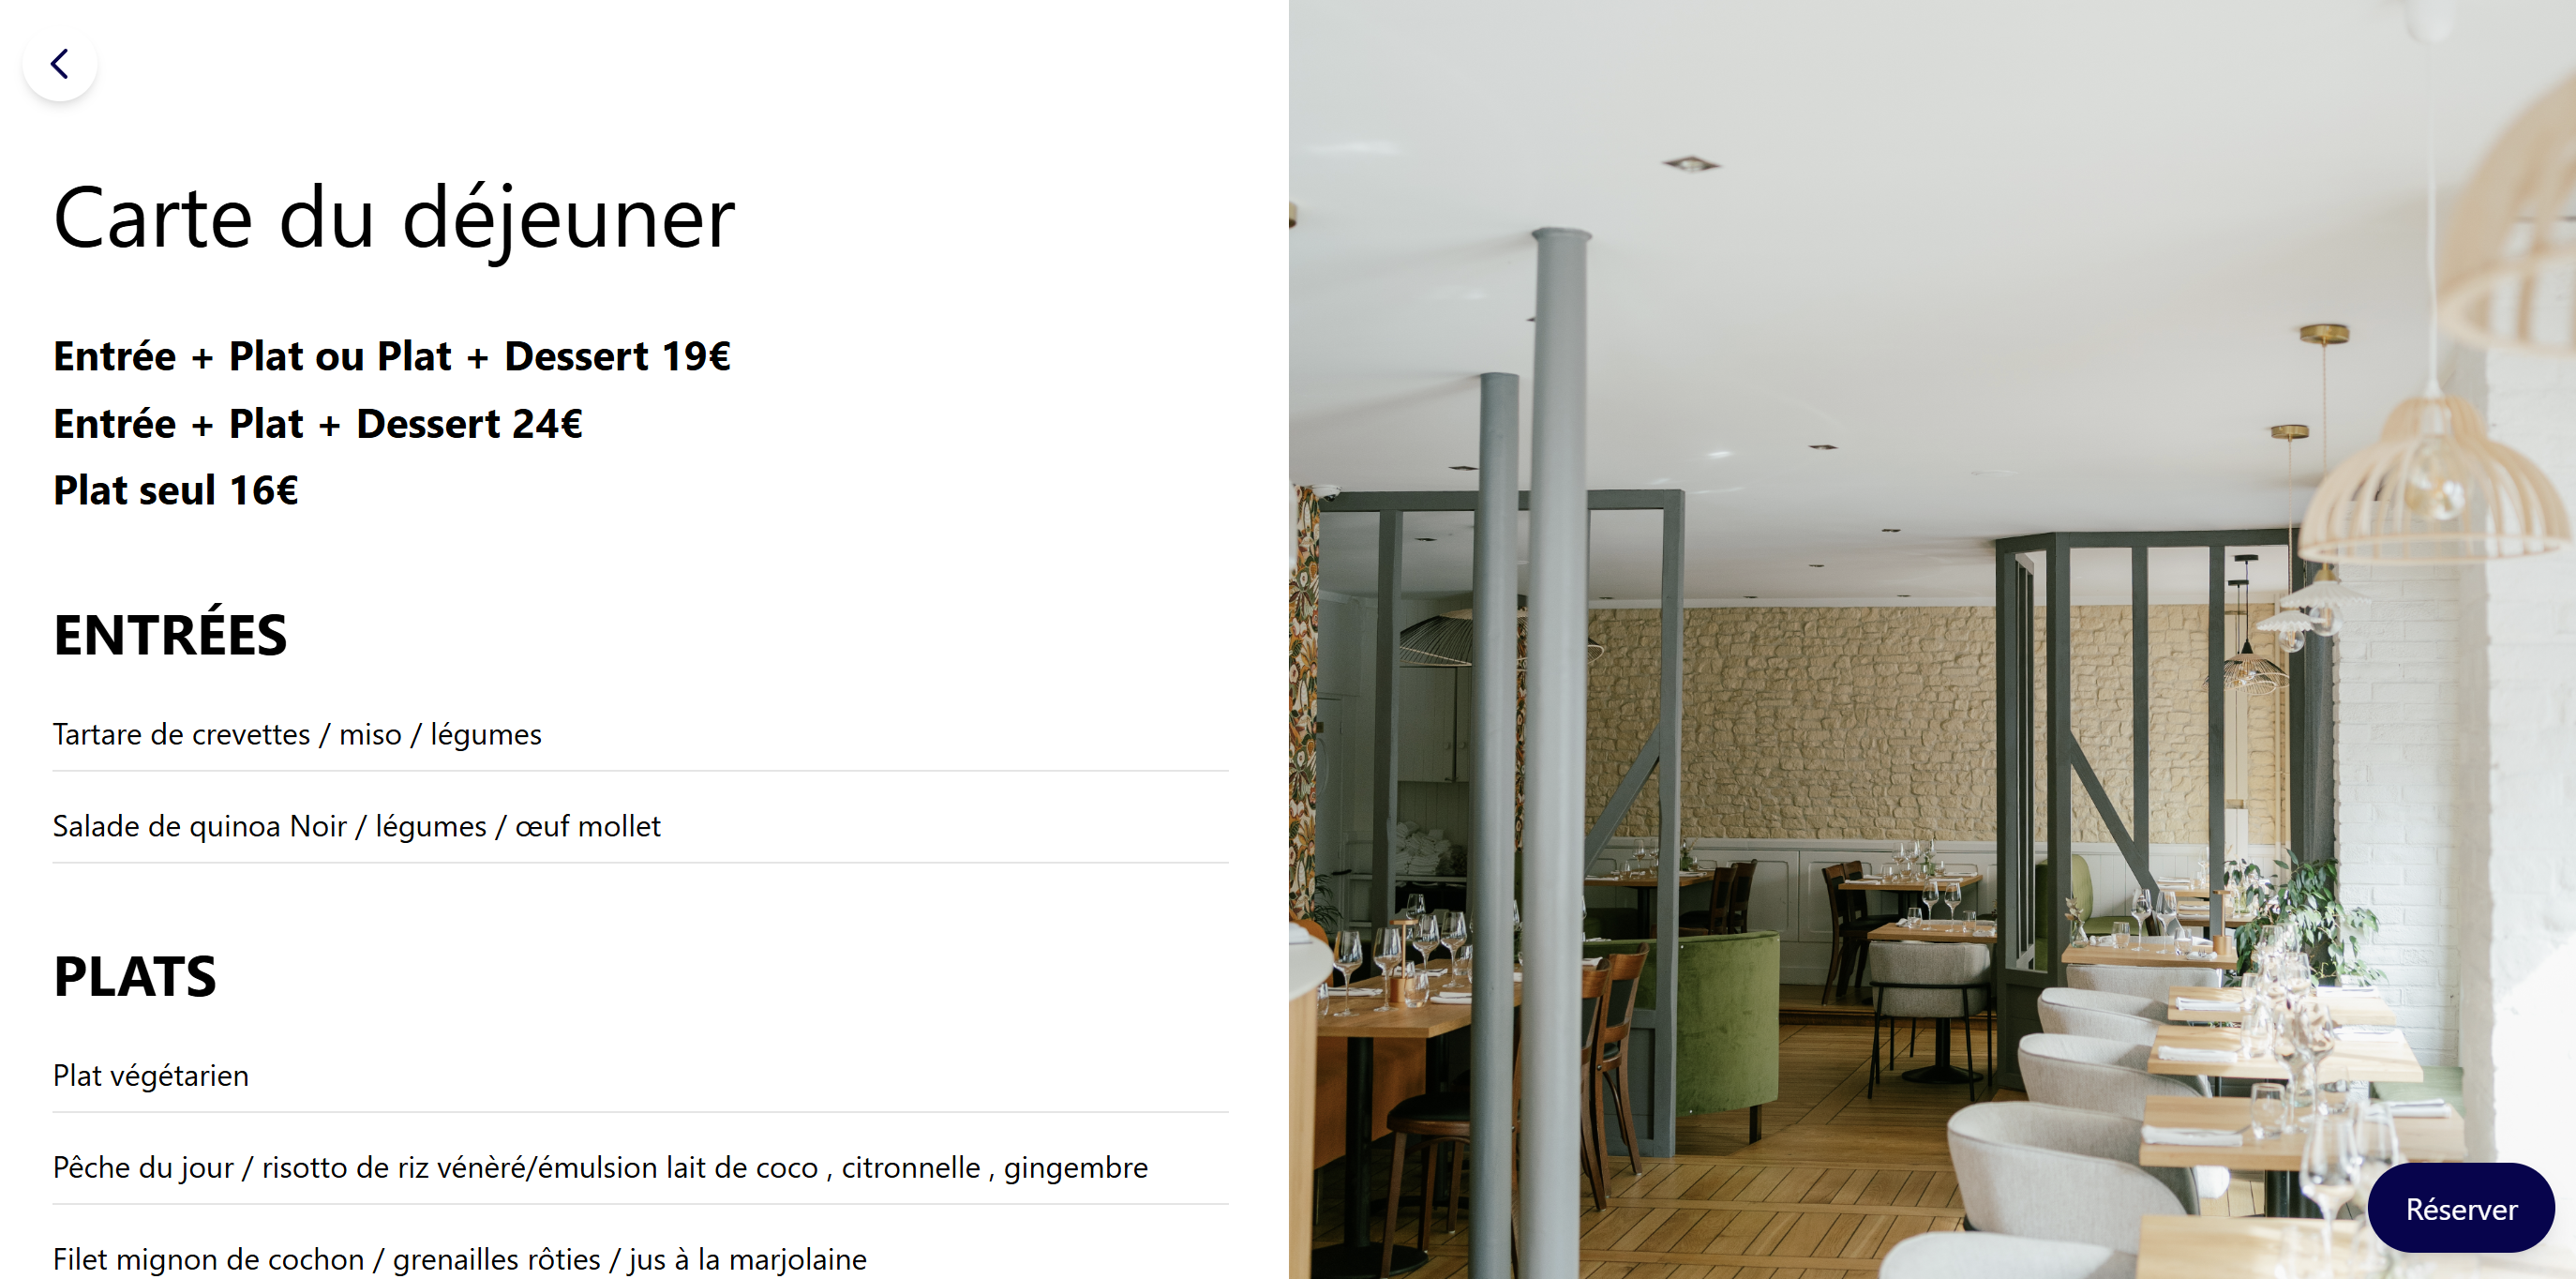 Carte du déjeuner
Entrée + Plat ou Plat + Dessert 19€
Entrée + Plat + Dessert 24€
Plat seul 16€
ENTRÉES
Tartare de crevettes / miso / légumes
Salade de quinoa Noir / légumes / œuf mollet
PLATS
Plat végétarien
Pêche du jour / risotto de riz vénèré/émulsion lait de coco , citronnelle , gingembre
Filet mignon de cochon / grenailles rôties / jus à la marjolaine
Réserver